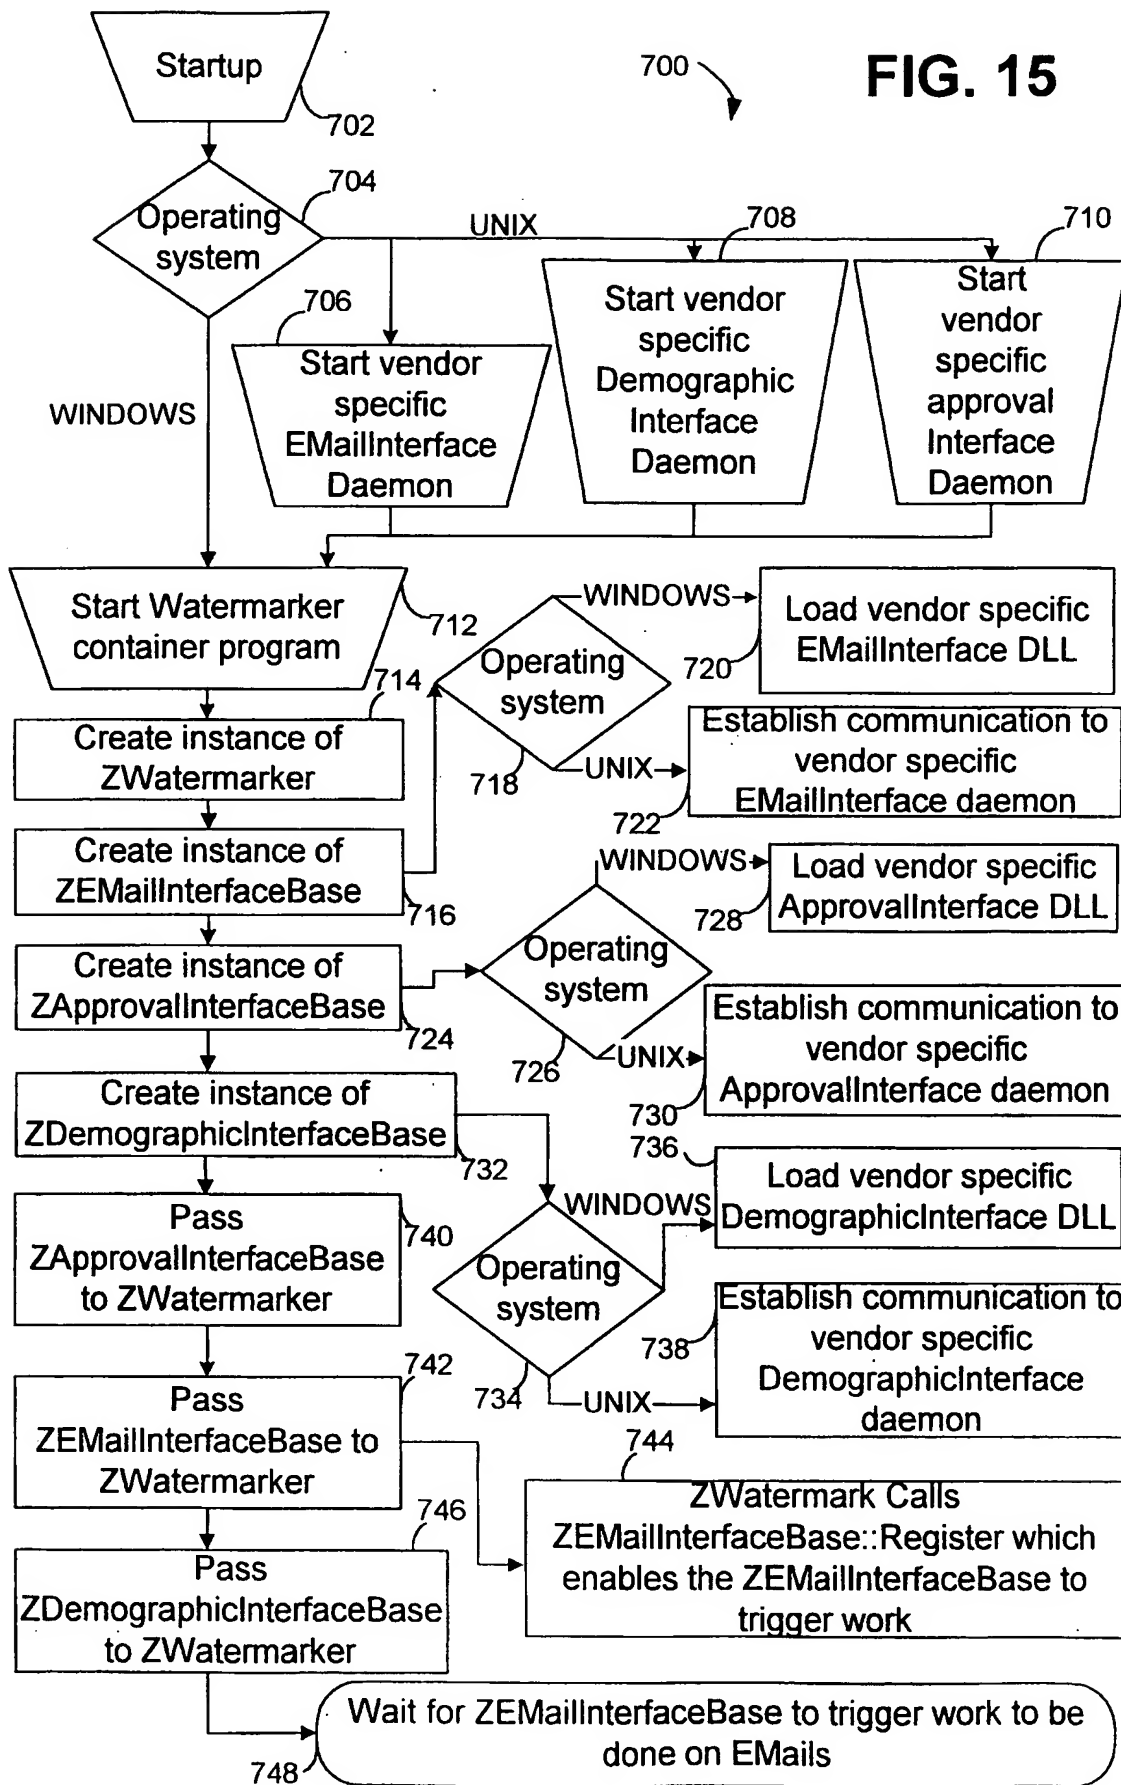 FIG. 15
700
Startup
702
704
Operating
system
UNIX
WINDOWS
706
Start vendor
specific
EMailInterface
Daemon
708
Start vendor
specific
Demographic
Interface
Daemon
710
Start
vendor
specific
approval
Interface
Daemon
Start Watermarker
container program
712
714
Create instance of
ZWatermarker
Create instance of
ZEMailInterfaceBase
716
Operating
system
718
WINDOWS
720
Load vendor specific
EMailInterface DLL
UNIX
722
Establish communication to
vendor specific
EMailInterface daemon
Create instance of
ZApprovalInterfaceBase
724
Operating
system
726
WINDOWS
728
Load vendor specific
ApprovalInterface DLL
UNIX
730
Establish communication to
vendor specific
ApprovalInterface daemon
Create instance of
ZDemographicInterfaceBase
732
Operating
system
734
WINDOWS
736
Load vendor specific
DemographicInterface DLL
UNIX
738
Establish communication to
vendor specific
DemographicInterface
daemon
Pass
ZApprovalInterfaceBase
to ZWatermarker
740
742
Pass
ZEMailInterfaceBase to
ZWatermarker
744
ZWatermark Calls
ZEMailInterfaceBase::Register which
enables the ZEMailInterfaceBase to
trigger work
746
Pass
ZDemographicInterfaceBase
to ZWatermarker
748
Wait for ZEMailInterfaceBase to trigger work to be
done on EMails